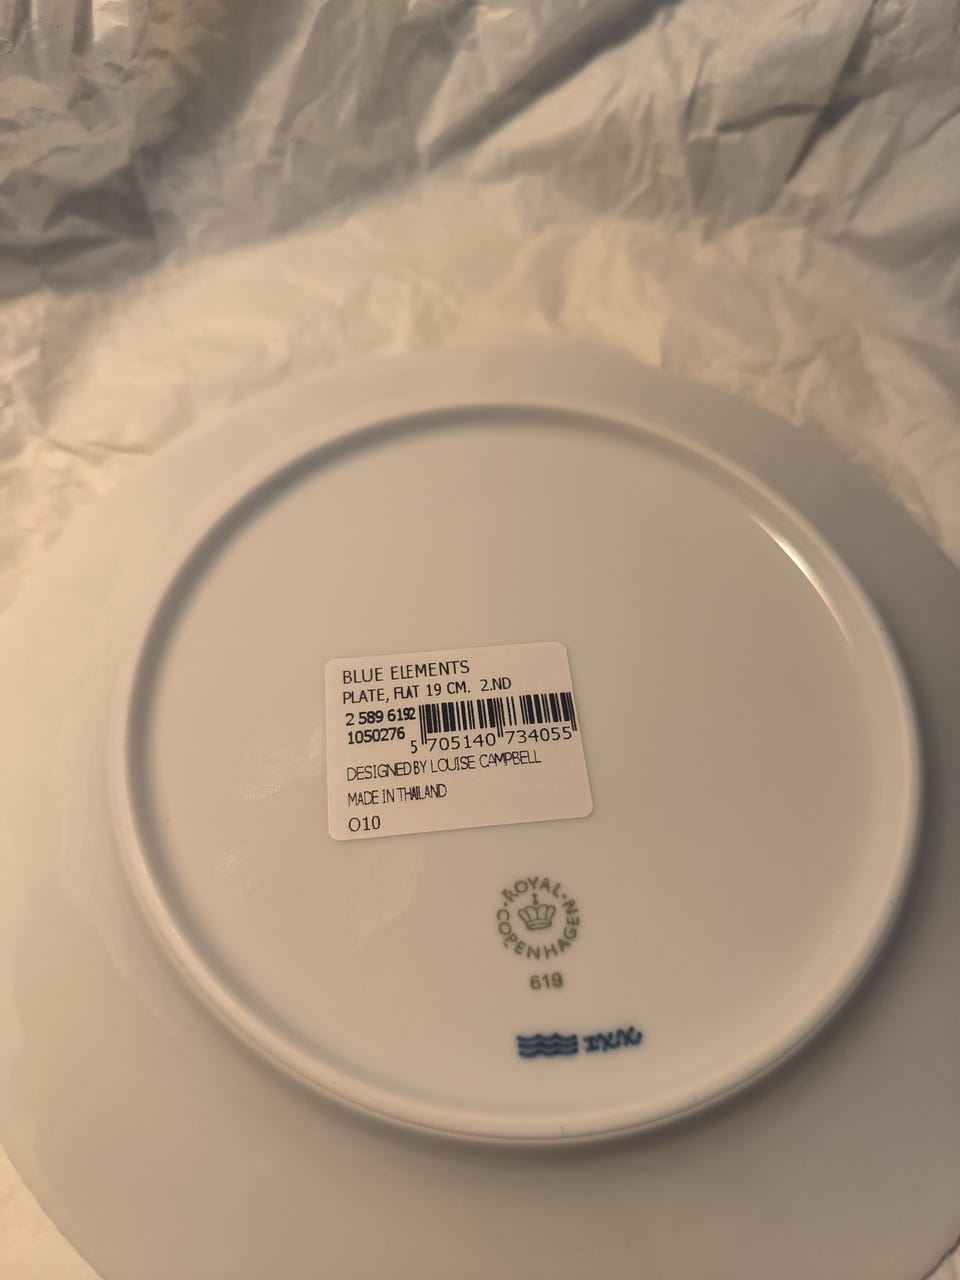 BLUE ELEMENTS
PLATE, FLAT 19 CM. 2.ND
2 589 6192
1050276
5 705140 734055
DESIGNED BY LOUISE CAMPBELL
MADE IN THAILAND
O10
ROYAL
COPENHAGEN
619